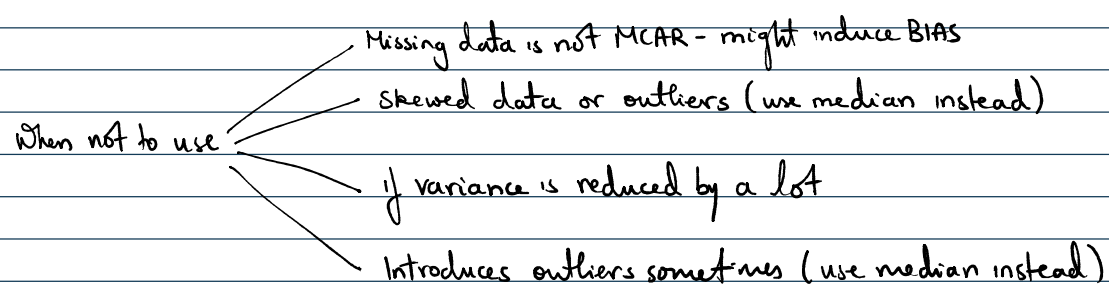 Missing data is not MCAR - might induce BIAS
Skewed data or outliers (use median instead)
When not to use
if variance is reduced by a lot
Introduces outliers sometimes (use median instead)